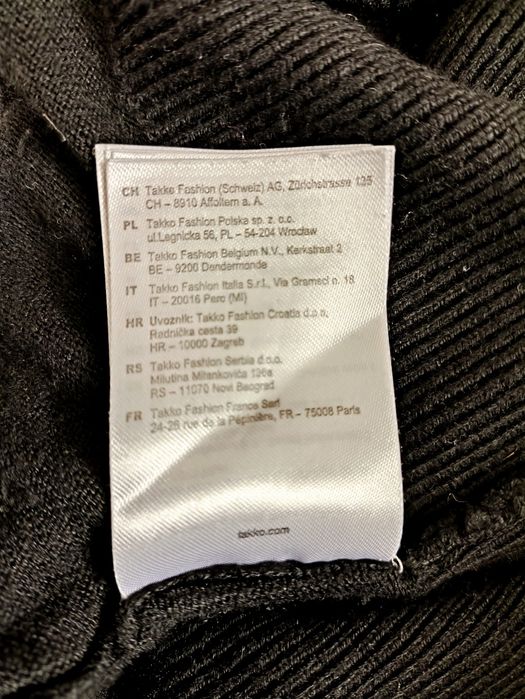 CH Takko Fashion (Schweiz) AG, Zürichstrasse 125
CH – 8910 Affoltern a. A.
PL Takko Fashion Polska sp. z. o.o.
ul.Legnicka 56, PL – 54-204 Wrocław
BE Takko Fashion Belgium N.V., Kerkstraat 2
BE – 9200 Dendermonde
IT Takko Fashion Italia S.r.l., Via Gramsci n. 18
IT – 20016 Pero (MI)
HR Uvoznik: Takko Fashion Croatia d.o.o,
Radnička cesta 39
HR – 10000 Zagreb
RS Takko Fashion Serbia d.o.o.
Milutina Milankovića 136a
RS – 11070 Novi Beograd
FR Takko Fashion France Sarl
24-26 rue de la Pépinière, FR – 75008 Paris
takko.com